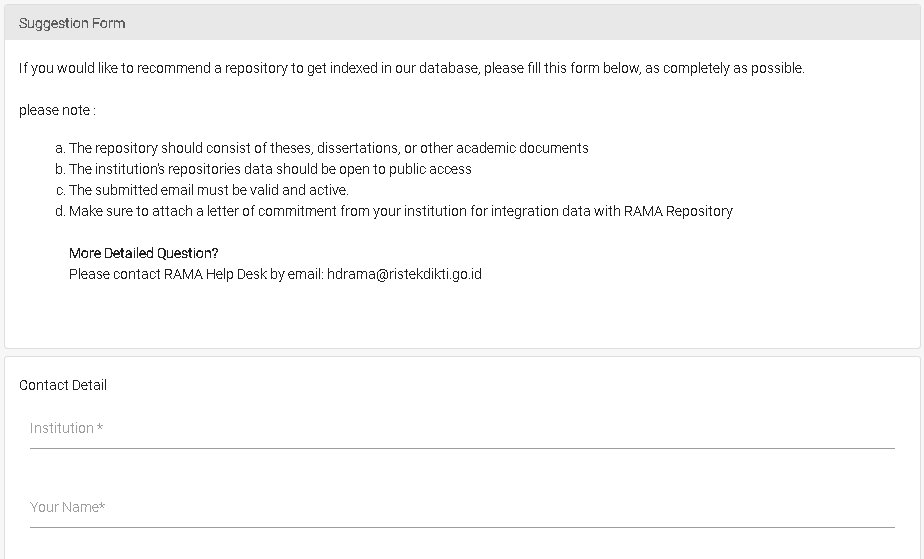 Suggestion Form
If you would like to recommend a repository to get indexed in our database, please fill this form below, as completely as possible.
please note :
a. The repository should consist of theses, dissertations, or other academic documents
b. The institution's repositories data should be open to public access
c. The submitted email must be valid and active.
d. Make sure to attach a letter of commitment from your institution for integration data with RAMA Repository
More Detailed Question?
Please contact RAMA Help Desk by email: hdrama@ristekdikti.go.id
Contact Detail
Institution *
Your Name*